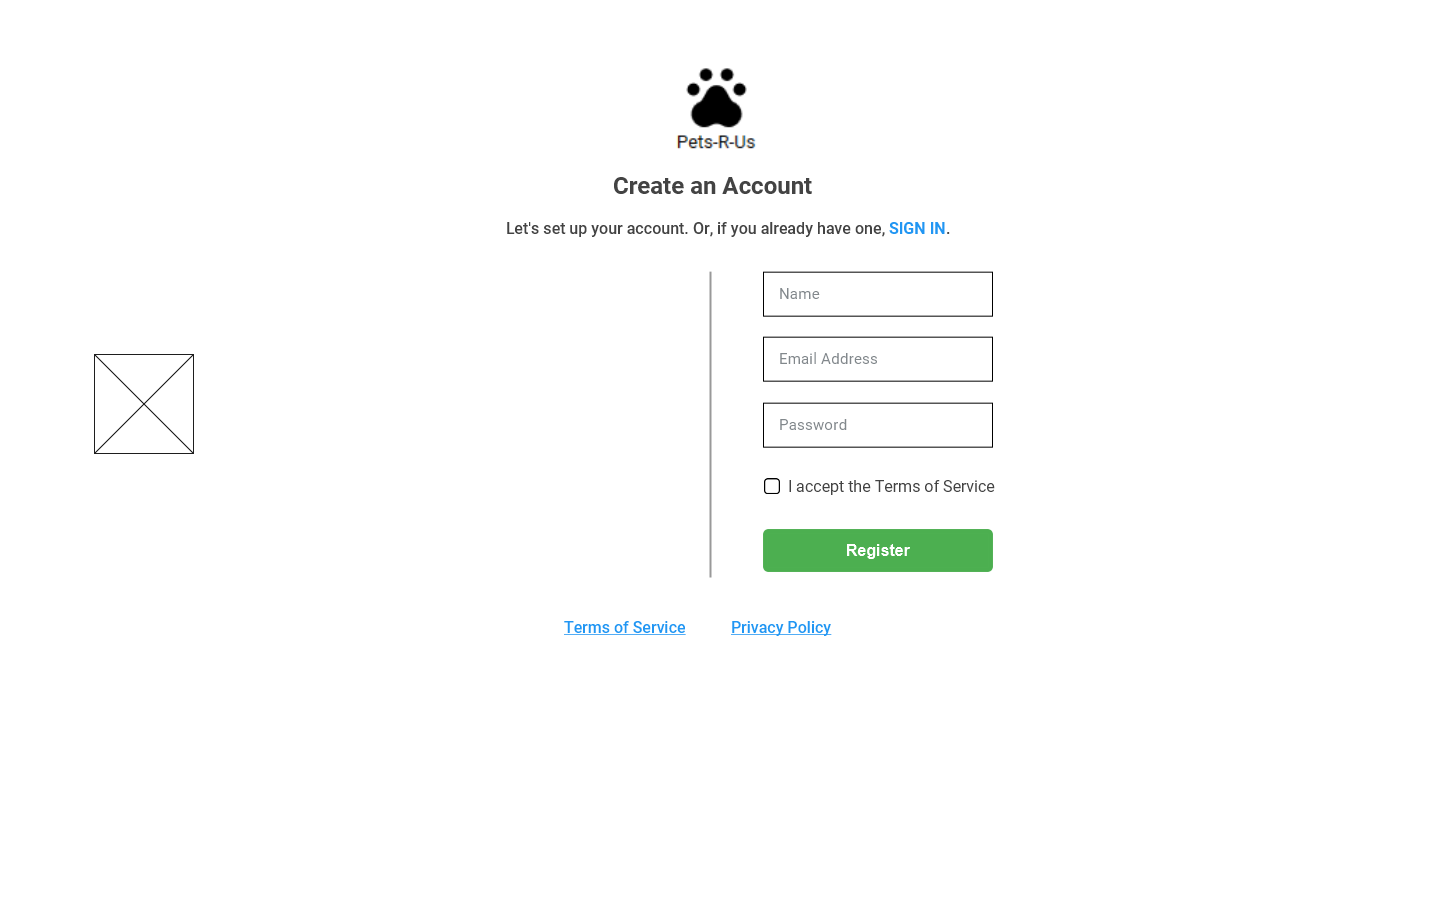 Pets-R-Us
Create an Account
Let's set up your account. Or, if you already have one, SIGN IN.
Name
Email Address
Password
I accept the Terms of Service
Register
Terms of Service
Privacy Policy